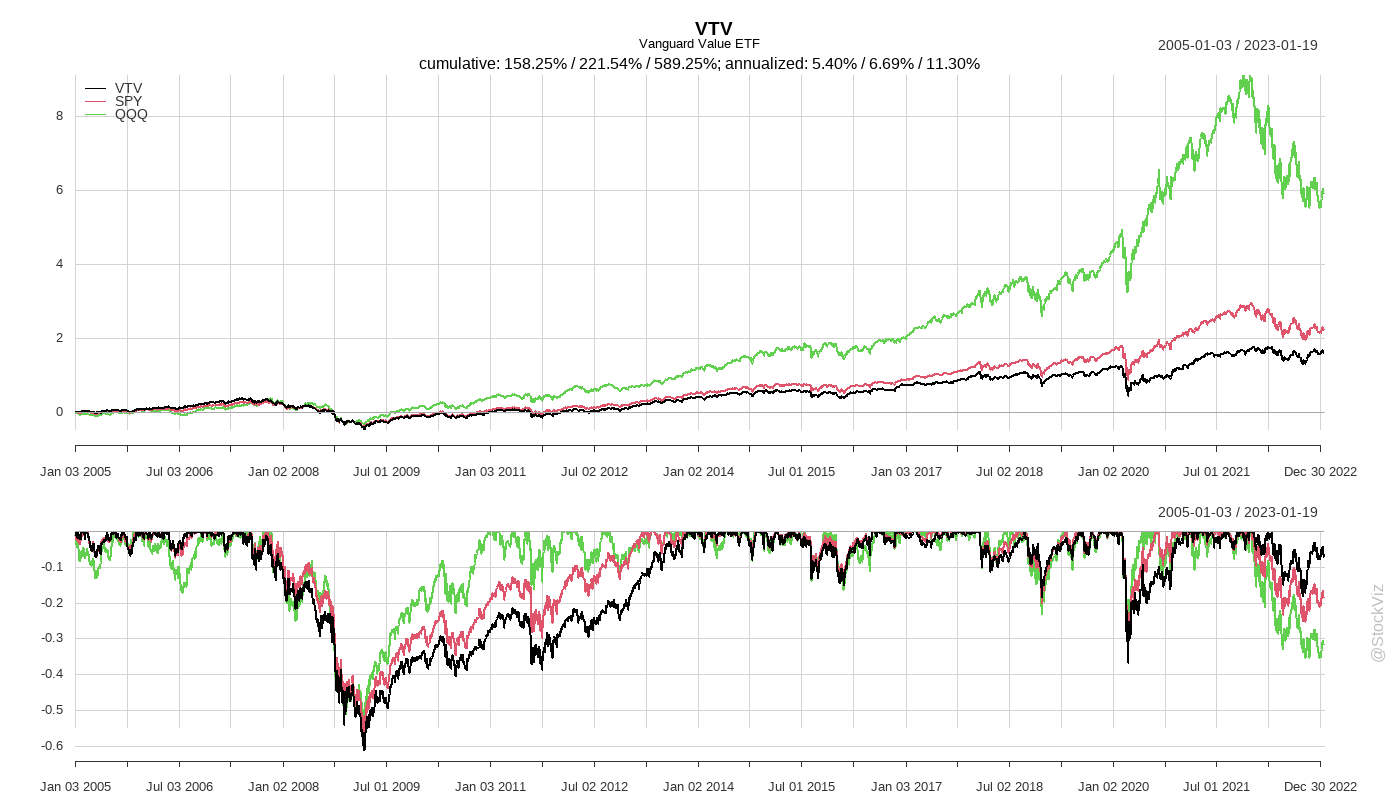 VTV
Vanguard Value ETF
2005-01-03 / 2023-01-19
cumulative: 158.25% / 221.54% / 589.25%; annualized: 5.40% / 6.69% / 11.30%
VTV
SPY
QQQ
8
6
4
2
0
Jan 03 2005 Jul 03 2006 Jan 02 2008 Jul 01 2009 Jan 03 2011 Jul 02 2012 Jan 02 2014 Jul 01 2015 Jan 03 2017 Jul 02 2018 Jan 02 2020 Jul 01 2021 Dec 30 2022
2005-01-03 / 2023-01-19
-0.1
-0.2
-0.3
-0.4
-0.5
-0.6
Jan 03 2005 Jul 03 2006 Jan 02 2008 Jul 01 2009 Jan 03 2011 Jul 02 2012 Jan 02 2014 Jul 01 2015 Jan 03 2017 Jul 02 2018 Jan 02 2020 Jul 01 2021 Dec 30 2022
@StockViz